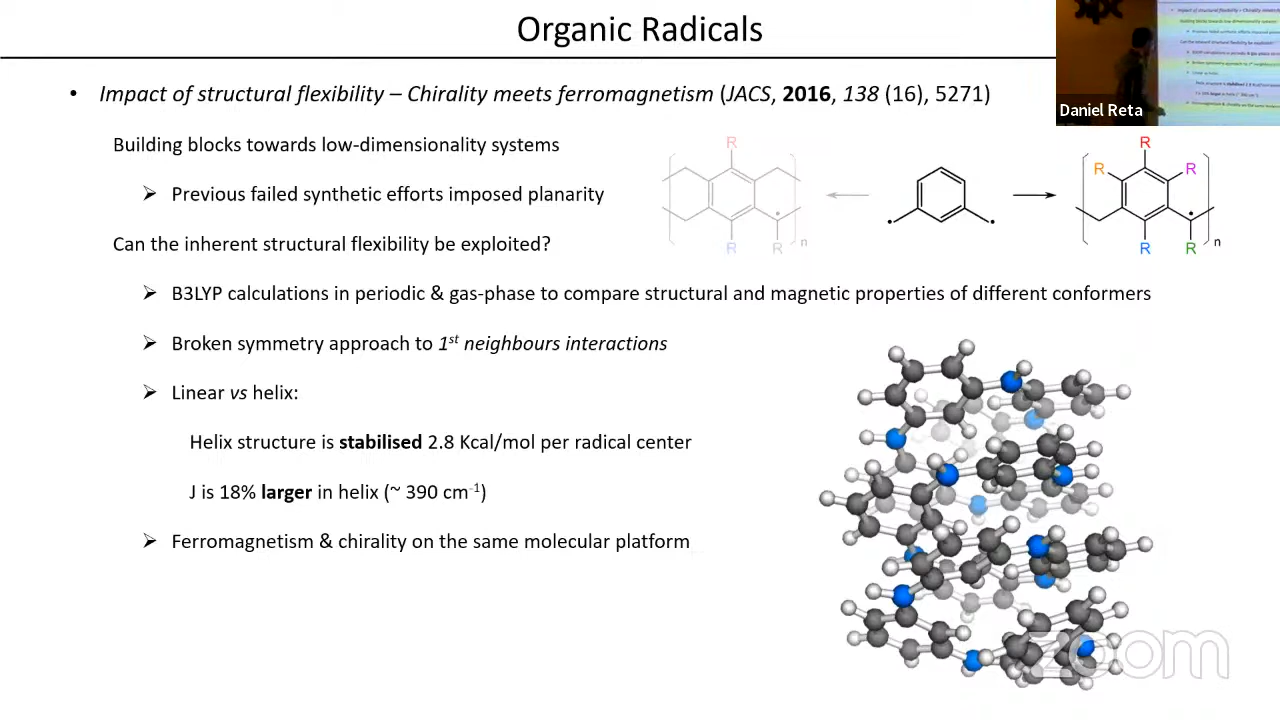 Organic Radicals
Daniel Reta
• Impact of structural flexibility – Chirality meets ferromagnetism (JACS, 2016, 138 (16), 5271)
Building blocks towards low-dimensionality systems
➢ Previous failed synthetic efforts imposed planarity
Can the inherent structural flexibility be exploited?
R
R
R
n
R
R
R
R
R
n
➢ B3LYP calculations in periodic & gas-phase to compare structural and magnetic properties of different conformers
➢ Broken symmetry approach to 1st neighbours interactions
➢ Linear vs helix:
Helix structure is stabilised 2.8 Kcal/mol per radical center
J is 18% larger in helix (~ 390 cm-1)
➢ Ferromagnetism & chirality on the same molecular platform
zoom